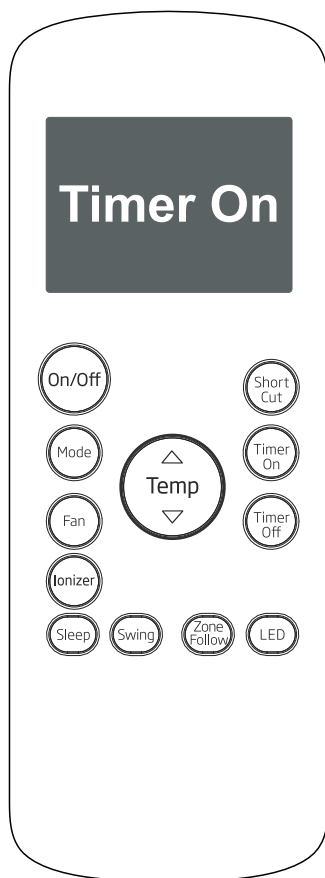 Timer On
On/Off
Short
Cut
Mode
Temp
Timer
On
Fan
Timer
Off
Ionizer
Sleep
Swing
Zone
Follow
LED